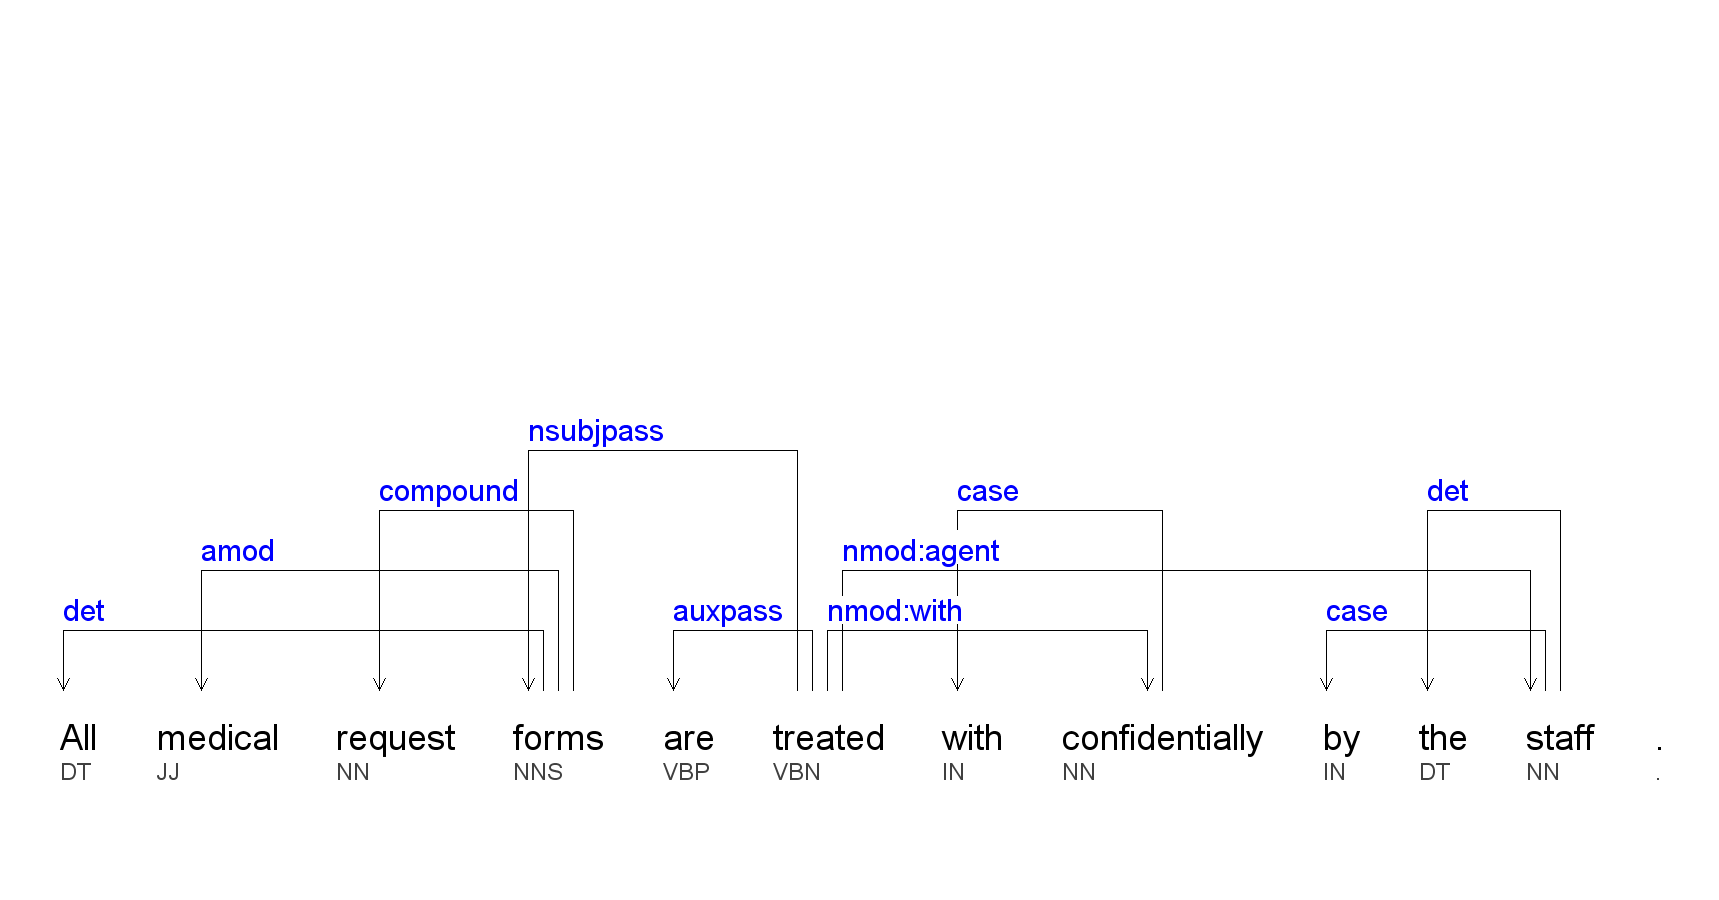 nsubjpass
compound case det
amod nmod:agent
det auxpass nmod:with case
All medical request forms are treated with confidentially by the staff .
DT JJ NN NNS VBP VBN IN NN IN DT NN .